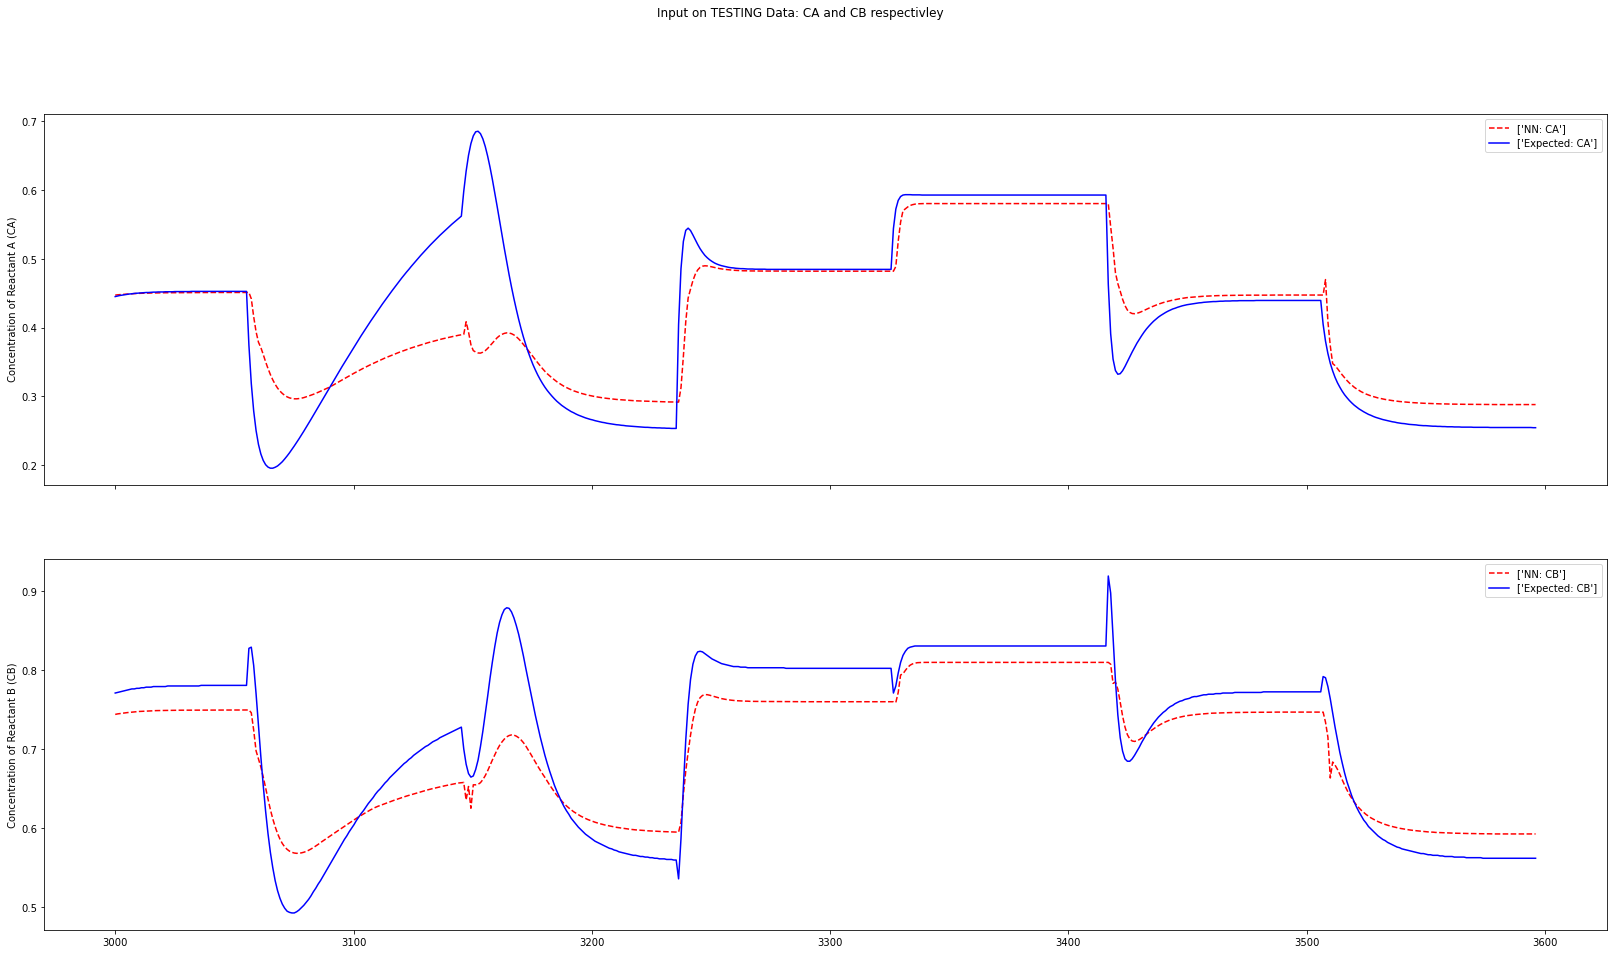 Input on TESTING Data: CA and CB respectivley
Concentration of Reactant A (CA)
0.7
0.6
0.5
0.4
0.3
0.2
['NN: CA']
['Expected: CA']
Concentration of Reactant B (CB)
0.9
0.8
0.7
0.6
0.5
['NN: CB']
['Expected: CB']
3000 3100 3200 3300 3400 3500 3600